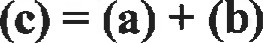 (c) = (a) + (b)